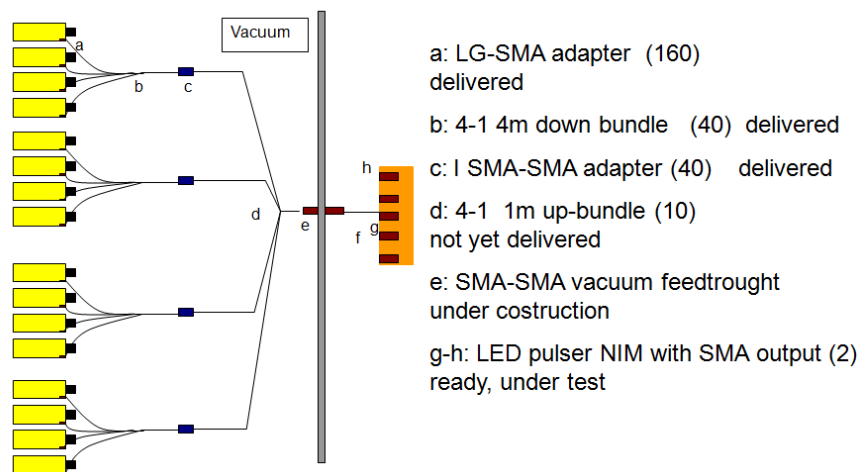 Vacuum
a
b
c
d
e
h
g
f
a: LG-SMA adapter (160)
delivered
b: 4-1 4m down bundle (40) delivered
c: I SMA-SMA adapter (40) delivered
d: 4-1 1m up-bundle (10)
not yet delivered
e: SMA-SMA vacuum feedtrought
under costruction
g-h: LED pulser NIM with SMA output (2)
ready, under test